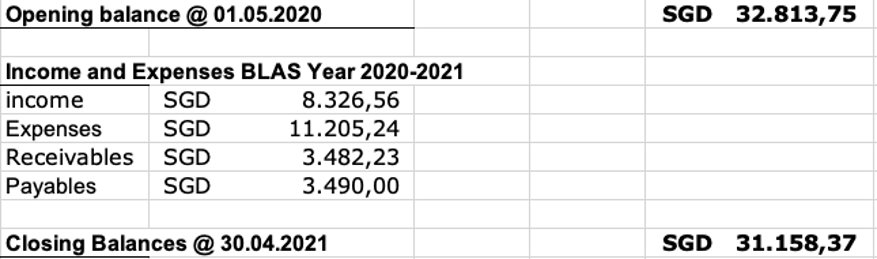 Opening balance @ 01.05.2020 SGD 32.813,75
Income and Expenses BLAS Year 2020-2021
income SGD 8.326,56
Expenses SGD 11.205,24
Receivables SGD 3.482,23
Payables SGD 3.490,00
Closing Balances @ 30.04.2021 SGD 31.158,37